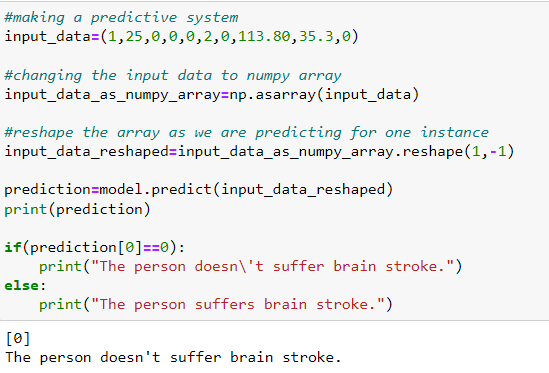 #making a predictive system
input_data=(1,25,0,0,0,2,0,113.80,35.3,0)
#changing the input data to numpy array
input_data_as_numpy_array=np.asarray(input_data)
#reshape the array as we are predicting for one instance
input_data_reshaped=input_data_as_numpy_array.reshape(1,-1)
prediction=model.predict(input_data_reshaped)
print(prediction)
if(prediction[0]==0):
    print("The person doesn\'t suffer brain stroke.")
else:
    print("The person suffers brain stroke.")
[0]
The person doesn't suffer brain stroke.